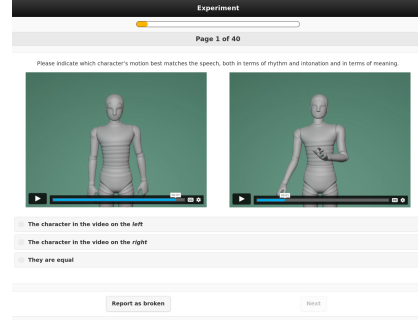 Experiment
Page 1 of 40
Please indicate which character's motion best matches the speech, both in terms of rhythm and intonation and in terms of meaning.
The character in the video on the left
The character in the video on the right
They are equal
Report as broken
Next